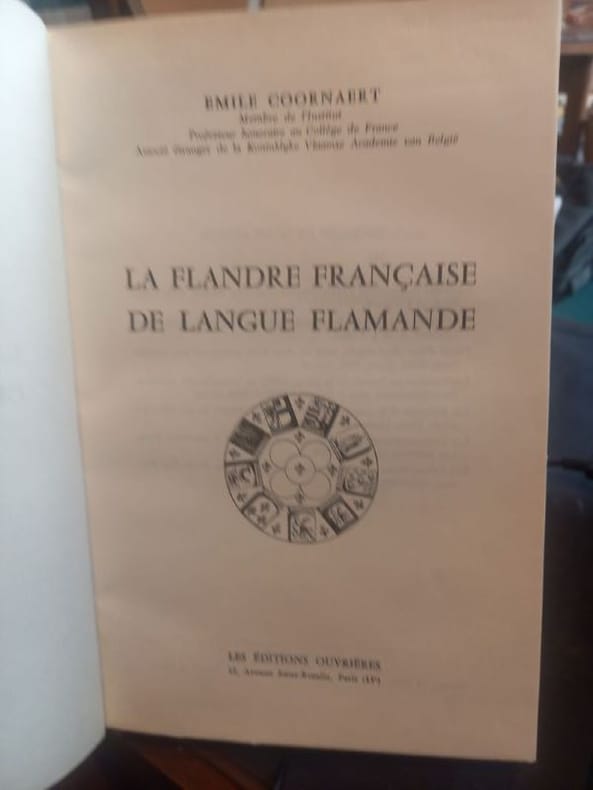 EMILE COORNAERT
Membre de l'Institut
Professeur honoraire au Collège de France
Associé étranger de la Koninklijke Vlaamse Academie van België
LA FLANDRE FRANÇAISE
DE LANGUE FLAMANDE
LES ÉDITIONS OUVRIÈRES
12, Avenue Sœur-Rosalie, Paris (13ᵉ)